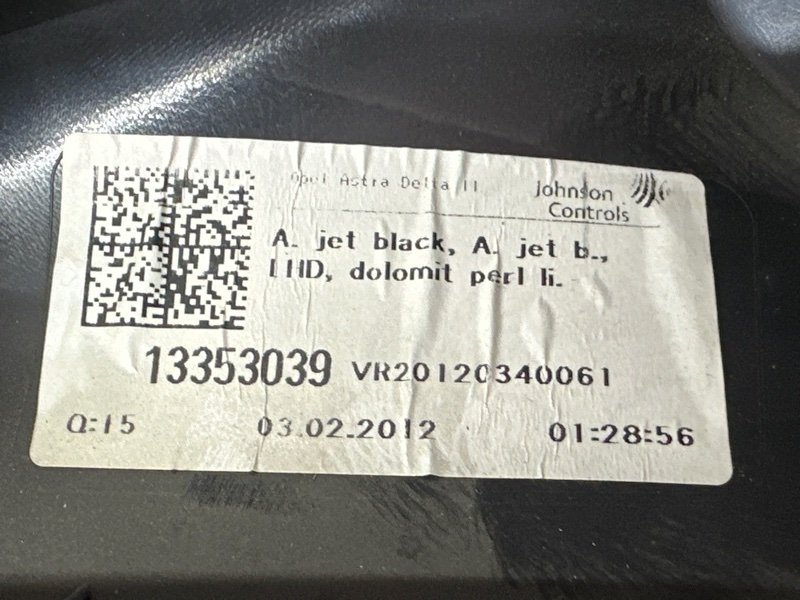 Opel Astra Delta II
Johnson
Controls
A. jet black, A. jet b.,
LHD, dolomit perl li.
13353039 VR20120340061
Q:15 03.02.2012 01:28:56